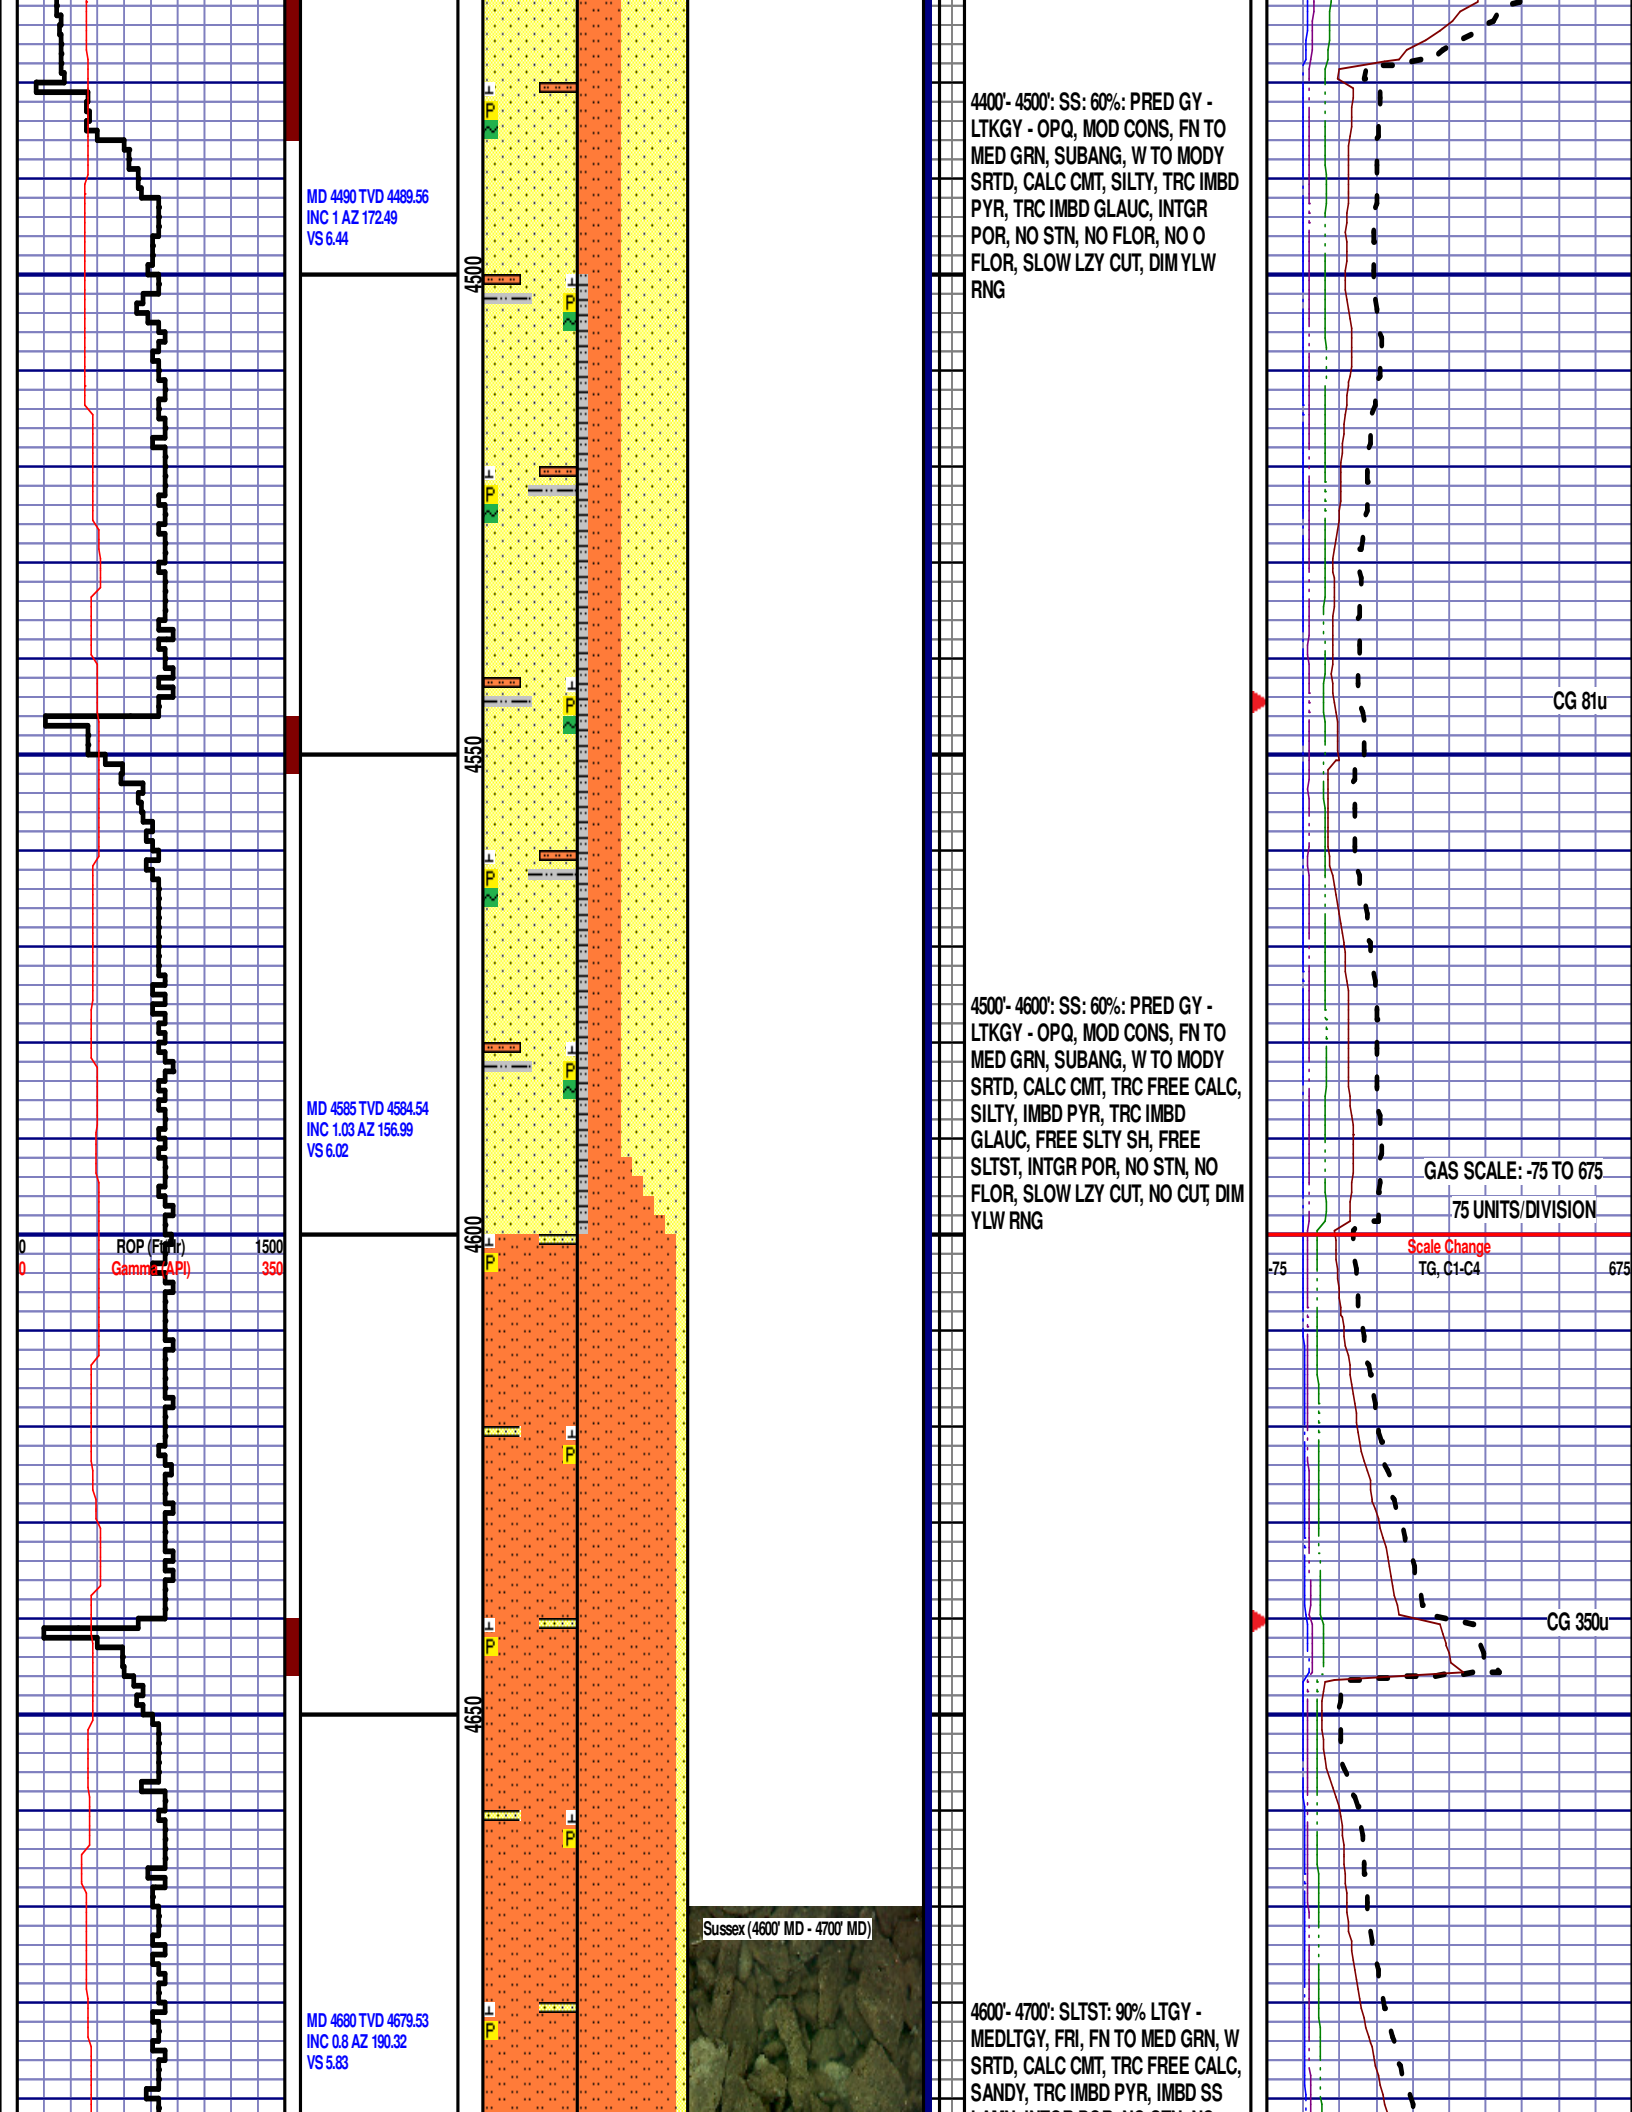 4400'- 4500': SS: 60%: PRED GY -
LTKGY - OPQ, MOD CONS, FN TO
MED GRN, SUBANG, W TO MODY
SRTD, CALC CMT, SILTY, TRC IMBD
PYR, TRC IMBD GLAUC, INTGR
POR, NO STN, NO FLOR, NO O
FLOR, SLOW LZY CUT, DIM YLW
RNG
MD 4490 TVD 4489.56
INC 1 AZ 172.49
VS 6.44
4500
P
P
P
P
CG 81u
4550
P
P
4500'- 4600': SS: 60%: PRED GY -
LTKGY - OPQ, MOD CONS, FN TO
MED GRN, SUBANG, W TO MODY
SRTD, CALC CMT, TRC FREE CALC,
SILTY, IMBD PYR, TRC IMBD
GLAUC, FREE SLTY SH, FREE
SLTST, INTGR POR, NO STN, NO
FLOR, SLOW LZY CUT, NO CUT, DIM
YLW RNG
MD 4585 TVD 4584.54
INC 1.03 AZ 156.99
VS 6.02
GAS SCALE: -75 TO 675
75 UNITS/DIVISION
4600
0 ROP (Ft/Hr) 1500
0 Gamma (API) 350
Scale Change
-75 TG, C1-C4 675
P
P
CG 350u
P
4650
P
Sussex (4600' MD - 4700' MD)
P
MD 4680 TVD 4679.53
INC 0.8 AZ 190.32
VS 5.83
4600'- 4700': SLTST: 90% LTGY -
MEDLTGY, FRI, FN TO MED GRN, W
SRTD, CALC CMT, TRC FREE CALC,
SANDY, TRC IMBD PYR, IMBD SS